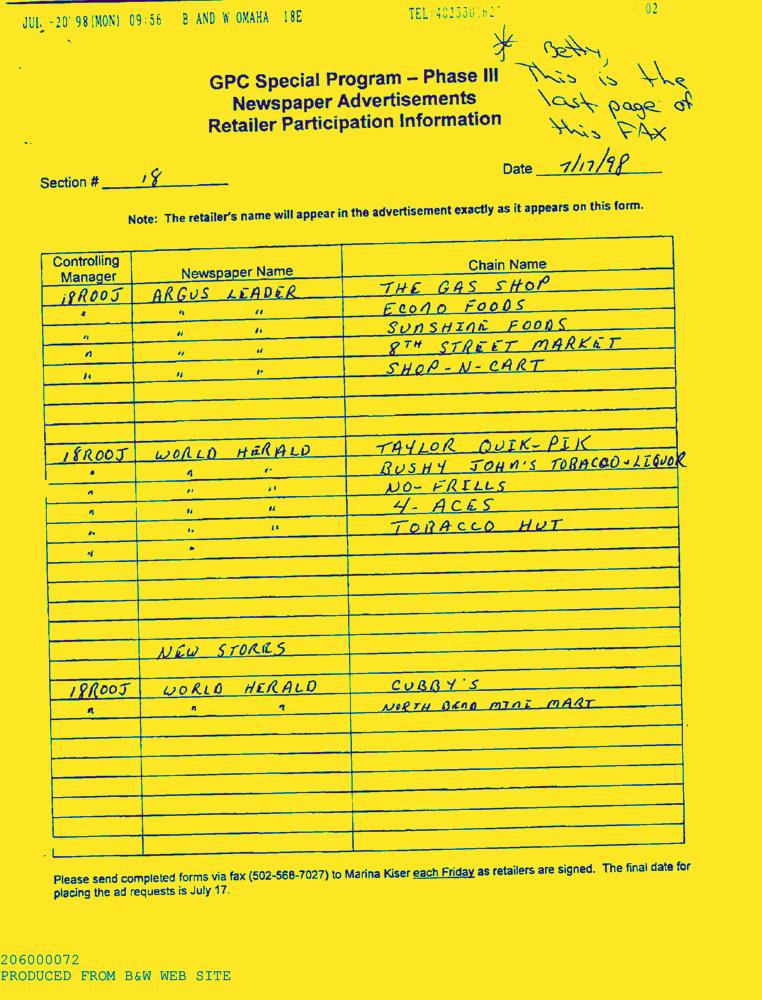 JUL -20' 98(MON) 09:56 B AND W OMAHA 18E TEL: 02
* Betty,
This is the
last page of
this FAX
GPC Special Program – Phase III
Newspaper Advertisements
Retailer Participation Information
Section # 18 Date 7/17/98
Note: The retailer's name will appear in the advertisement exactly as it appears on this form.
Controlling Manager Newspaper Name Chain Name
18R00J ARGUS LEADER THE GAS SHOP
" " " ECONO FOODS
" " " SUNSHINE FOODS
" " " 8TH STREET MARKET
" " " SHOP-N-CART
18R00J WORLD HERALD TAYLOR QUIK-PIK
" " " BUSHY JOHN'S TOBACCO & LIQUOR
" " " NO-FRILLS
" " " 4-ACES
" " " TOBACCO HUT
" "
NEW STORES
18R00J WORLD HERALD CUBBY'S
" " " NORTH BEND MINI MART
Please send completed forms via fax (502-568-7027) to Marina Kiser each Friday as retailers are signed. The final date for
placing the ad requests is July 17.
206000072
PRODUCED FROM B&W WEB SITE